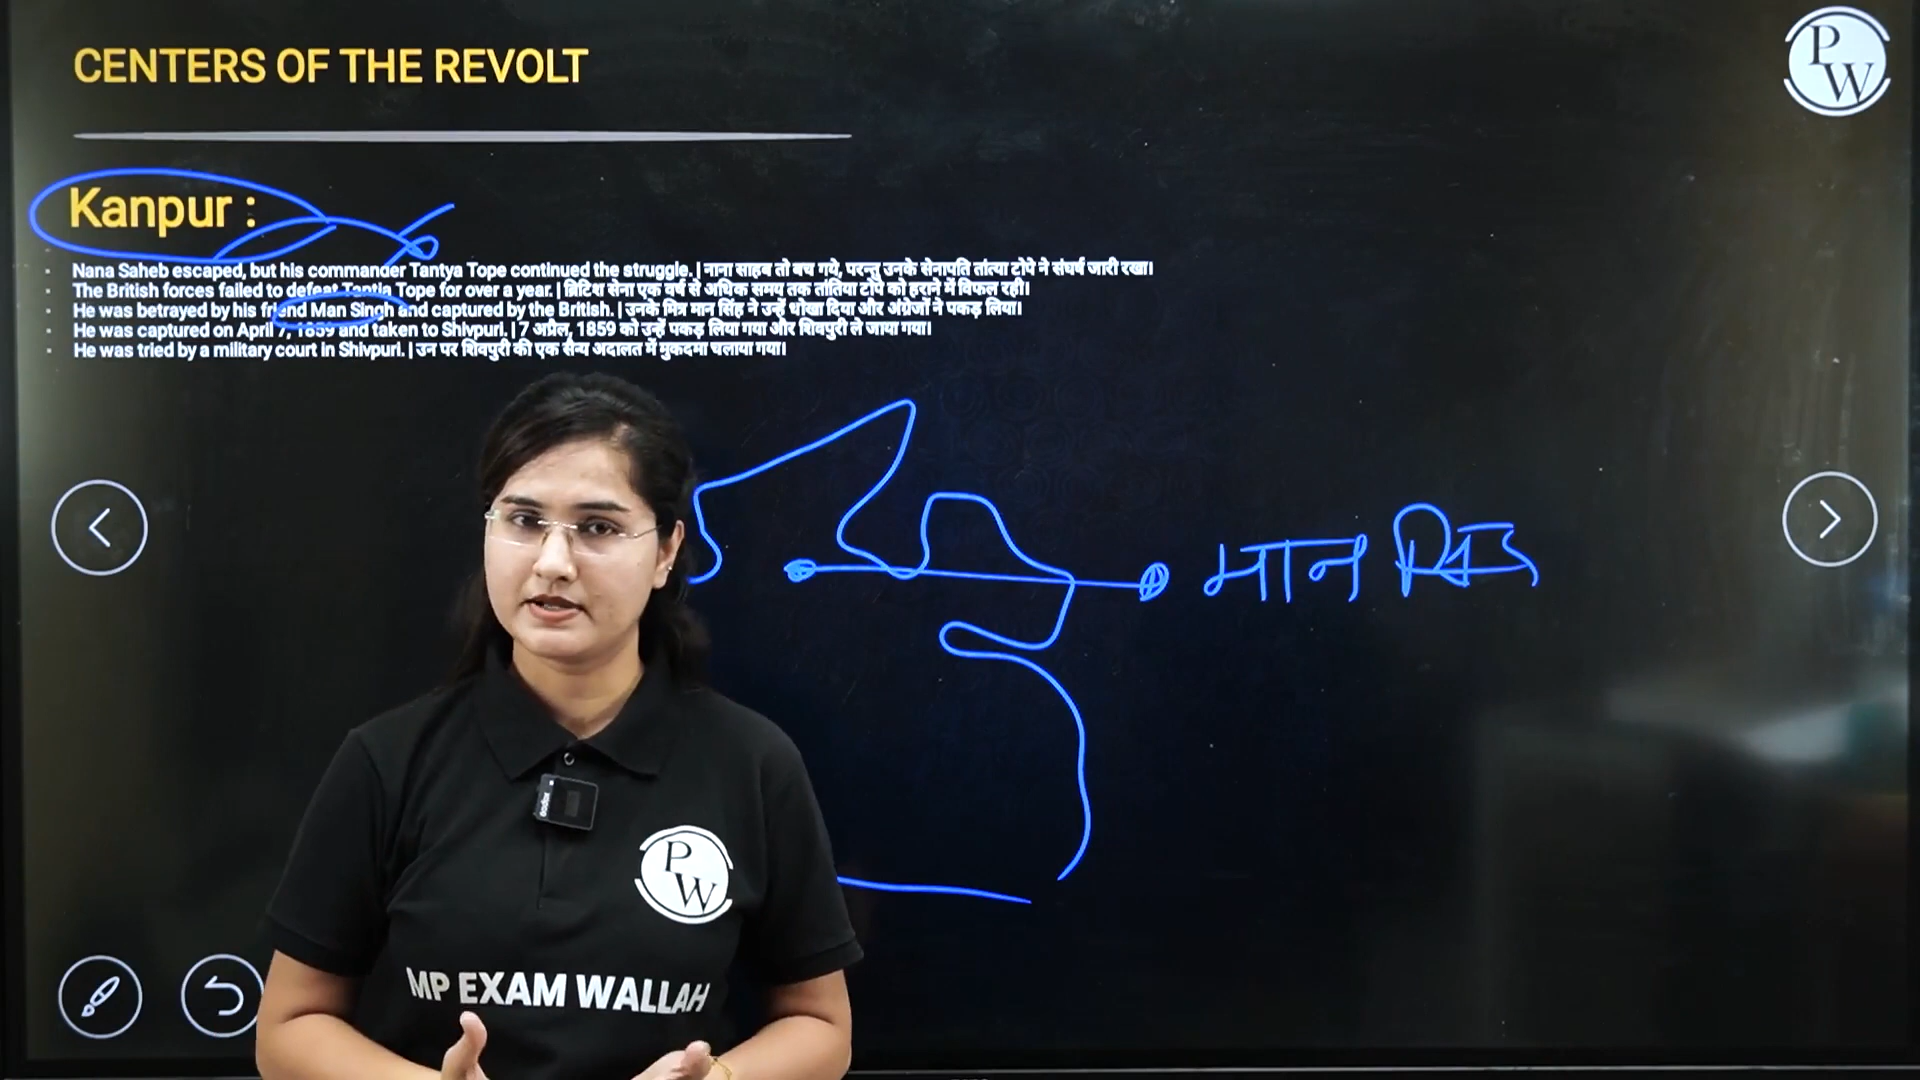 CENTERS OF THE REVOLT
PW
Kanpur :
Nana Saheb escaped, but his commander Tantya Tope continued the struggle. | नाना साहब तो बच गये, परन्तु उनके सेनापति तांत्या टोपे ने संघर्ष जारी रखा।
The British forces failed to defeat Tantia Tope for over a year. | ब्रिटिश सेना एक वर्ष से अधिक समय तक तांतिया टोपे को हराने में विफल रही।
He was betrayed by his friend Man Singh and captured by the British. | उनके मित्र मान सिंह ने उन्हें धोखा दिया और अंग्रेजों ने पकड़ लिया।
He was captured on April 7, 1859 and taken to Shivpuri. | 7 अप्रैल, 1859 को उन्हें पकड़ लिया गया और शिवपुरी ले जाया गया।
He was tried by a military court in Shivpuri. | उन पर शिवपुरी की एक सैन्य अदालत में मुकदमा चलाया गया।
मान सिंह
PW
MP EXAM WALLAH